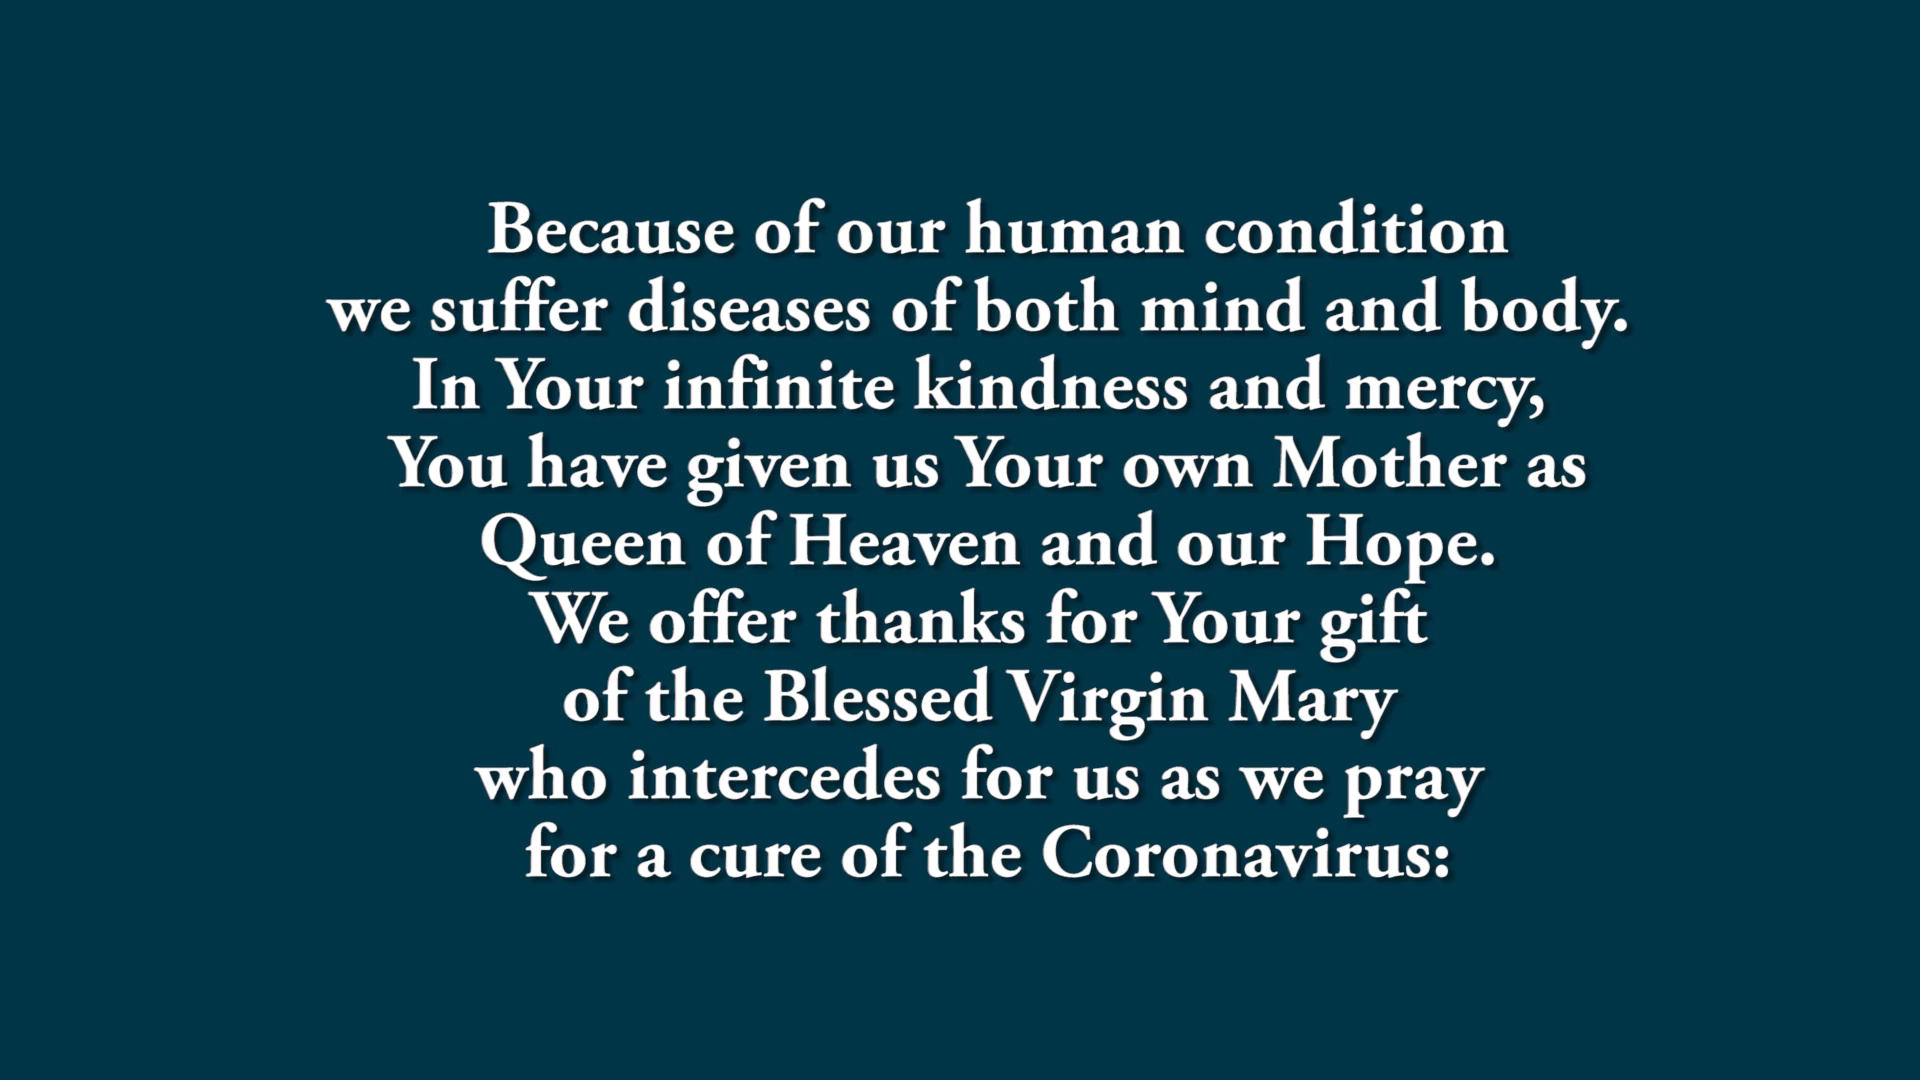 Because of our human condition
we suffer diseases of both mind and body.
In Your infinite kindness and mercy,
You have given us Your own Mother as
Queen of Heaven and our Hope.
We offer thanks for Your gift
of the Blessed Virgin Mary
who intercedes for us as we pray
for a cure of the Coronavirus: